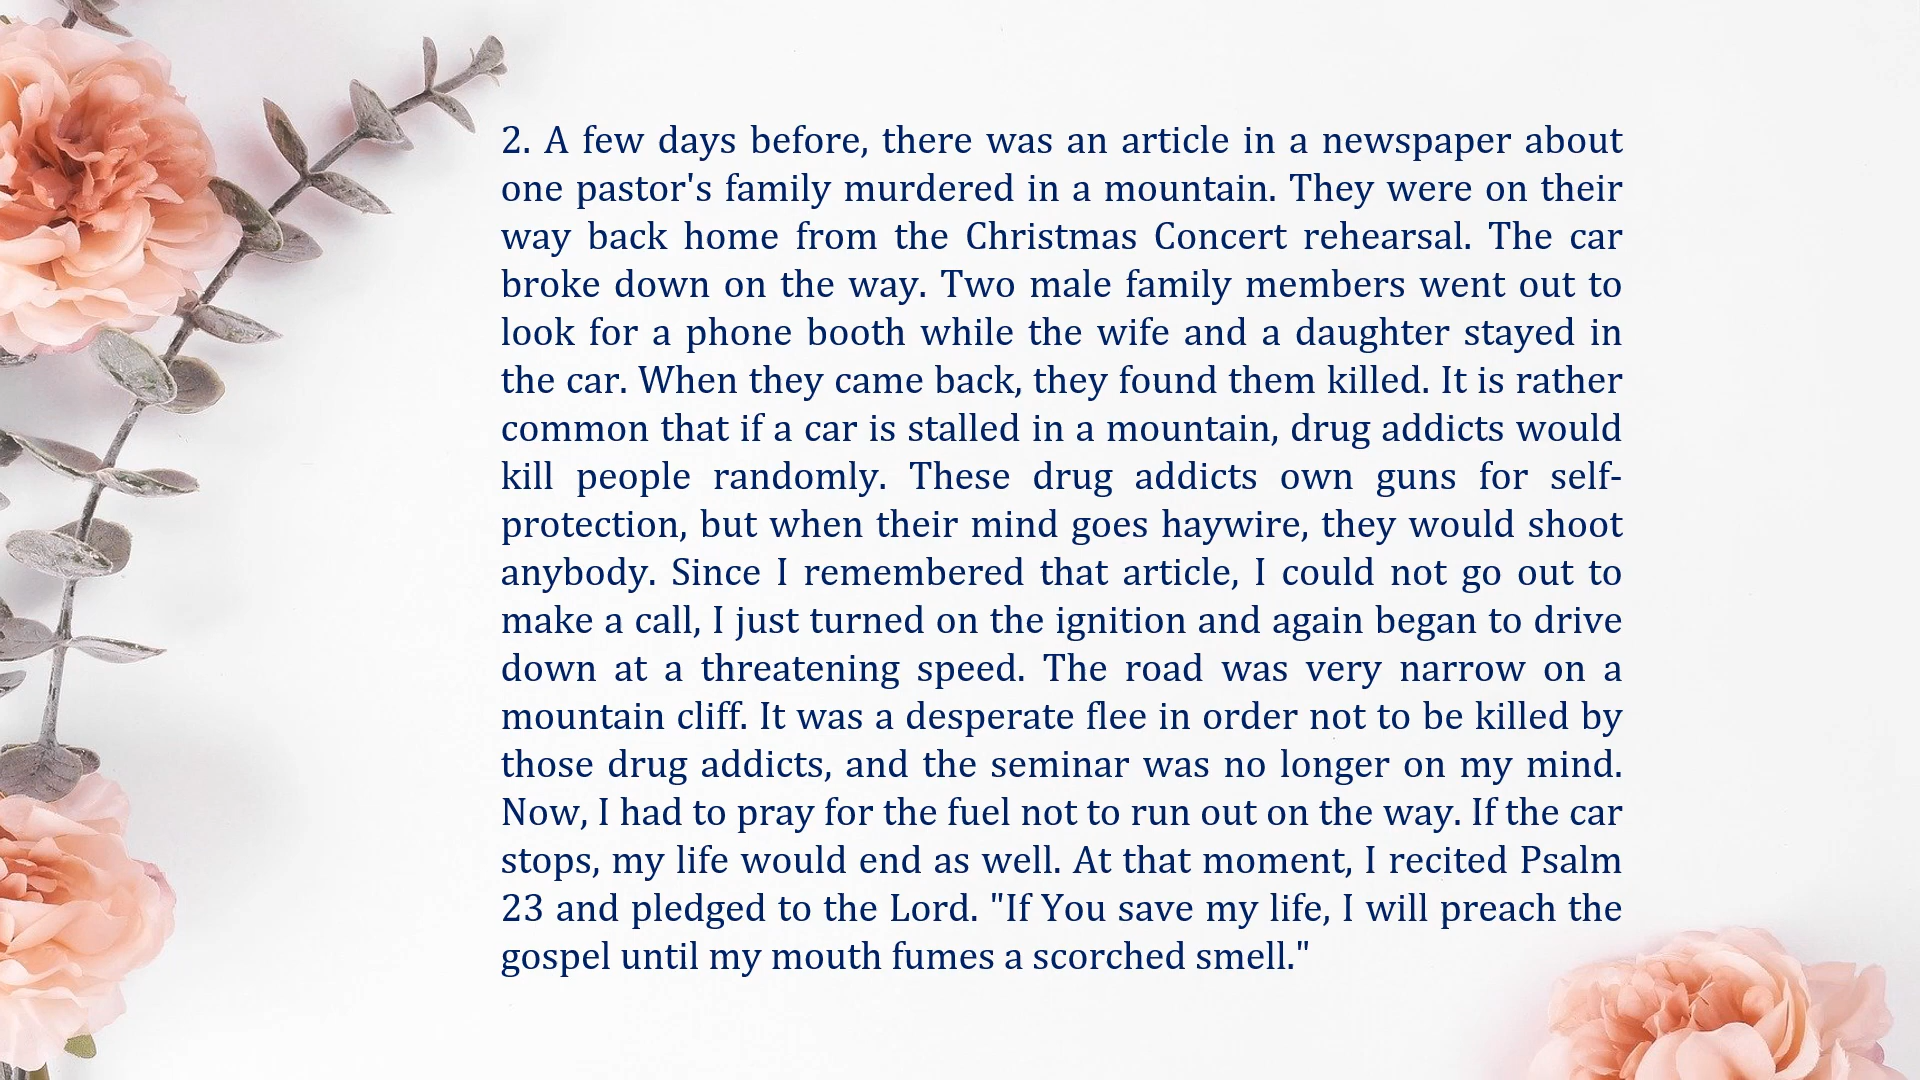 2. A few days before, there was an article in a newspaper about
one pastor's family murdered in a mountain. They were on their
way back home from the Christmas Concert rehearsal. The car
broke down on the way. Two male family members went out to
look for a phone booth while the wife and a daughter stayed in
the car. When they came back, they found them killed. It is rather
common that if a car is stalled in a mountain, drug addicts would
kill people randomly. These drug addicts own guns for self-
protection, but when their mind goes haywire, they would shoot
anybody. Since I remembered that article, I could not go out to
make a call, I just turned on the ignition and again began to drive
down at a threatening speed. The road was very narrow on a
mountain cliff. It was a desperate flee in order not to be killed by
those drug addicts, and the seminar was no longer on my mind.
Now, I had to pray for the fuel not to run out on the way. If the car
stops, my life would end as well. At that moment, I recited Psalm
23 and pledged to the Lord. "If You save my life, I will preach the
gospel until my mouth fumes a scorched smell."